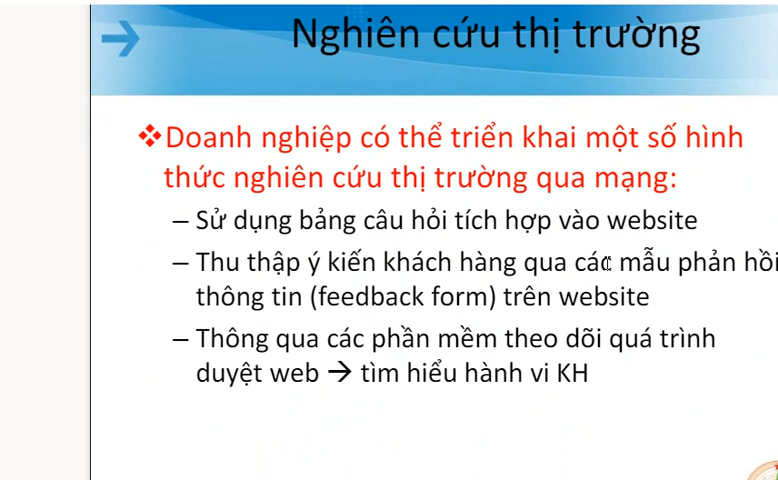 Nghiên cứu thị trường
❖Doanh nghiệp có thể triển khai một số hình
thức nghiên cứu thị trường qua mạng:
– Sử dụng bảng câu hỏi tích hợp vào website
– Thu thập ý kiến khách hàng qua các mẫu phản hồi
thông tin (feedback form) trên website
– Thông qua các phần mềm theo dõi quá trình
duyệt web → tìm hiểu hành vi KH